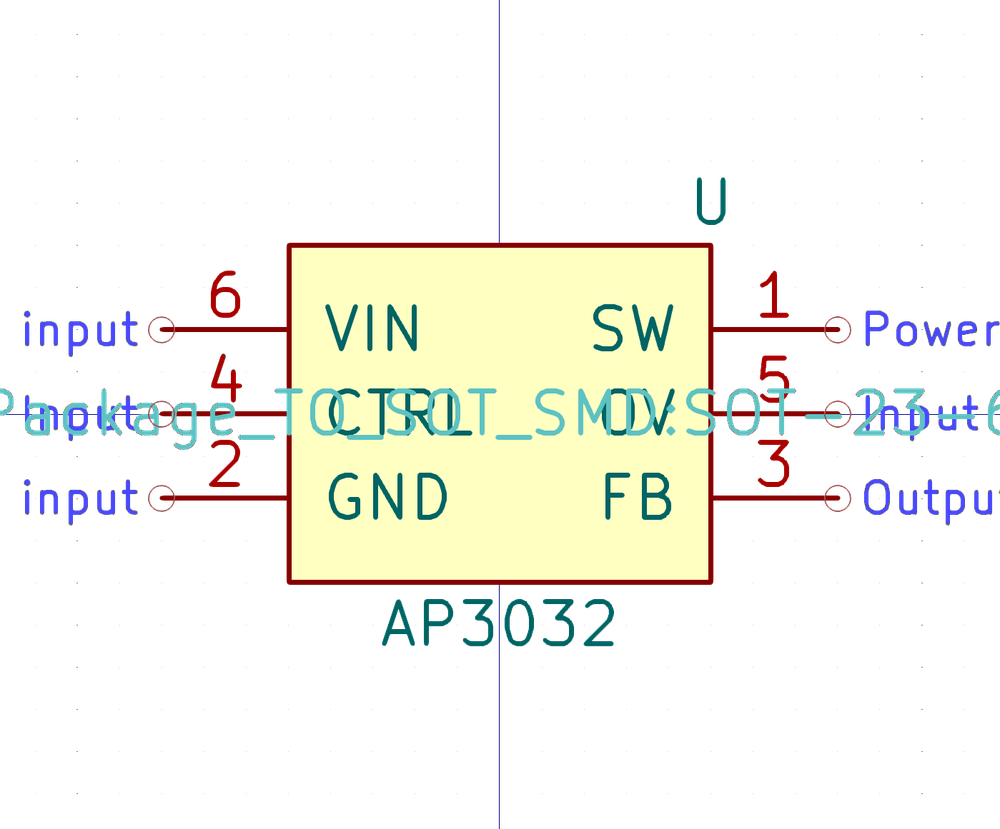 U
6
1
input
VIN
SW
Power
4
5
Input
CTRL
OV
Input
Package_TO_SOT_SMD:SOT-23-6
2
3
input
GND
FB
Outpu
AP3032